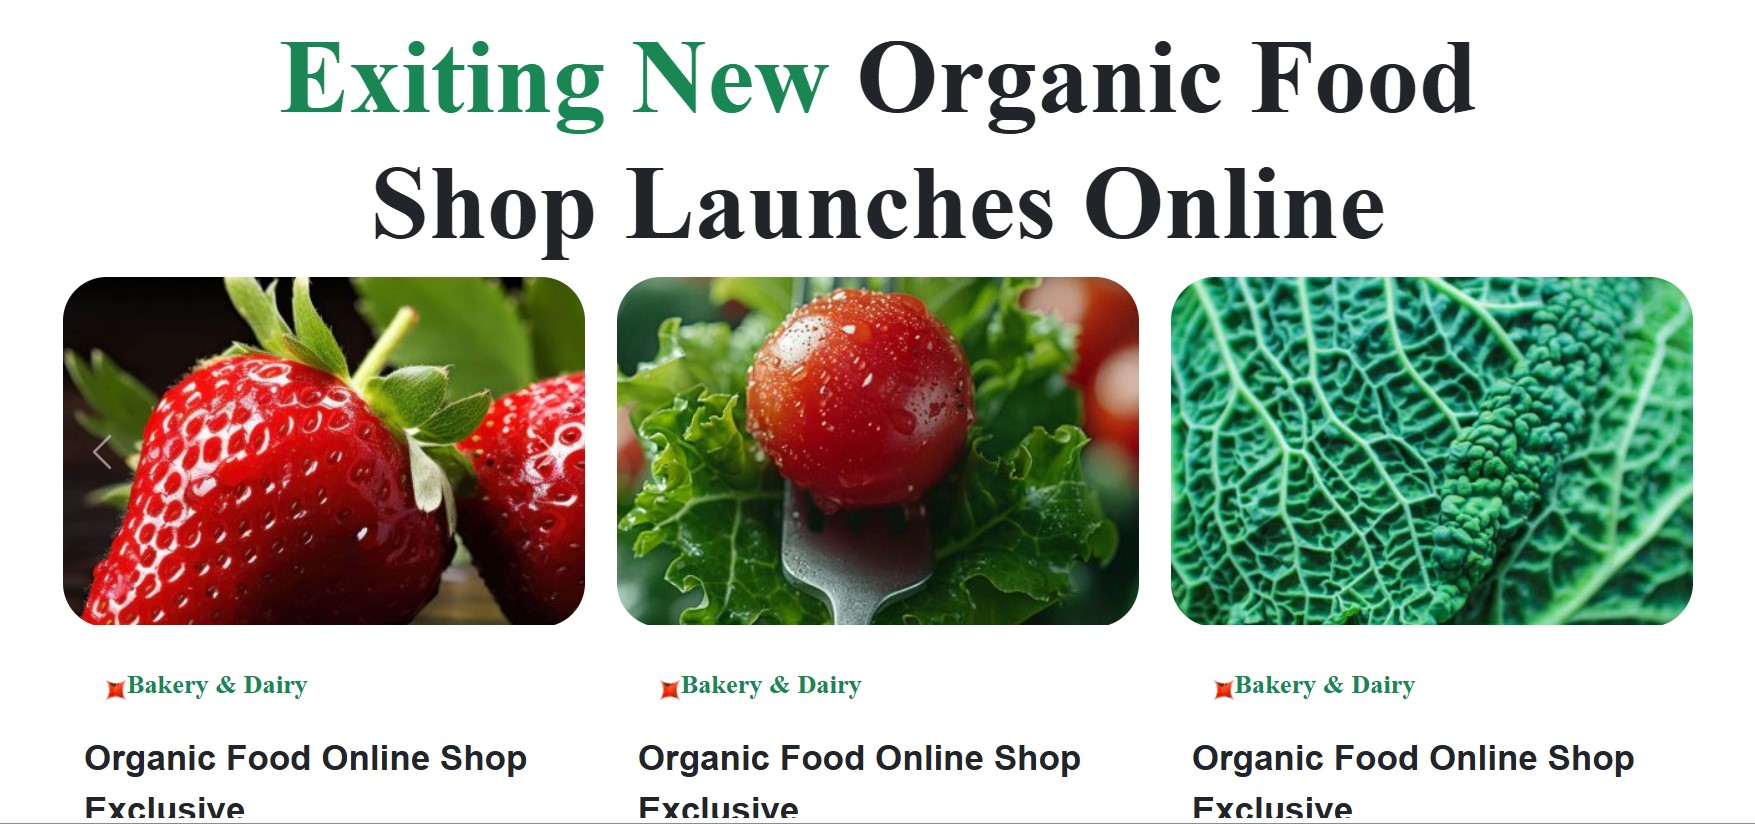 Exiting New Organic Food
Shop Launches Online
Bakery & Dairy
Organic Food Online Shop
Exclusive
Bakery & Dairy
Organic Food Online Shop
Exclusive
Bakery & Dairy
Organic Food Online Shop
Exclusive